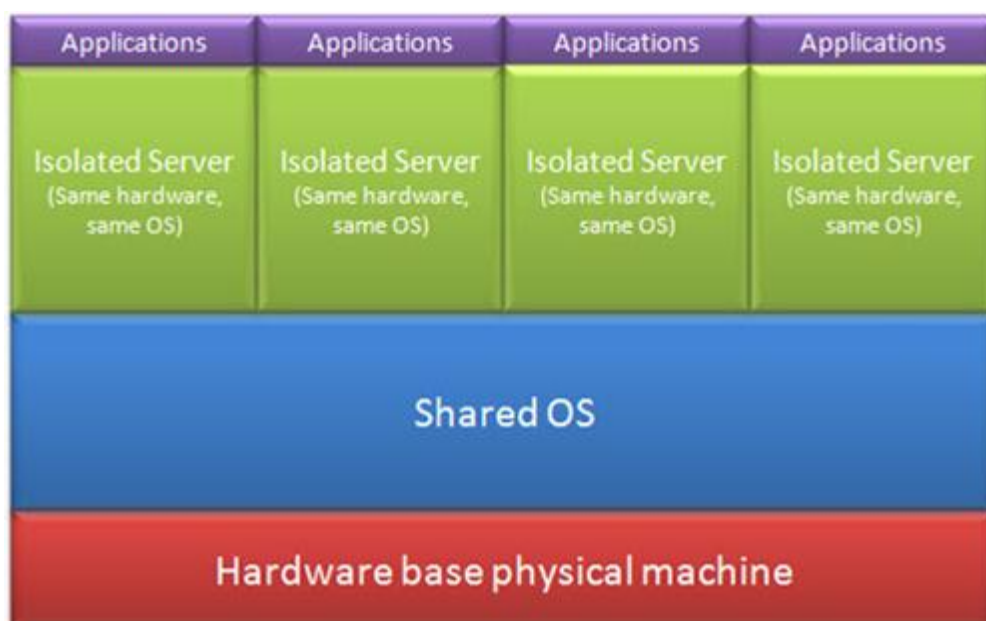 Applications Applications Applications Applications
Isolated Server Isolated Server Isolated Server Isolated Server
(Same hardware, (Same hardware, (Same hardware, (Same hardware,
same OS) same OS) same OS) same OS)
Shared OS
Hardware base physical machine